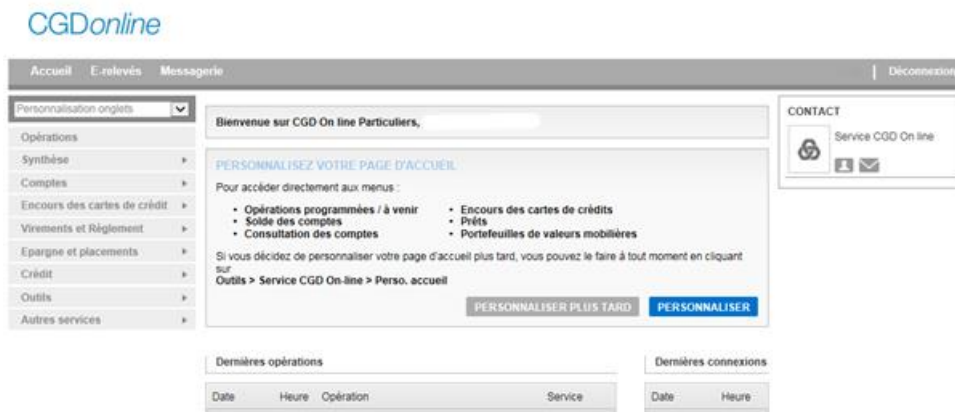 CGDonline
Accueil E-relevés Messagerie
Déconnexion
Personnalisation onglets
Opérations
Synthèse
Comptes
Encours des cartes de crédit
Virements et Règlement
Epargne et placements
Crédit
Outils
Autres services
Bienvenue sur CGD On line Particuliers,
PERSONNALISEZ VOTRE PAGE D'ACCUEIL
Pour accéder directement aux menus :
• Opérations programmées / à venir
• Solde des comptes
• Consultation des comptes
• Encours des cartes de crédits
• Prêts
• Portefeuilles de valeurs mobilières
Si vous décidez de personnaliser votre page d'accueil plus tard, vous pouvez le faire à tout moment en cliquant
sur
Outils > Service CGD On-line > Perso. accueil
PERSONNALISER PLUS TARD PERSONNALISER
CONTACT
Service CGD On line
Dernières opérations
Date Heure Opération Service
Dernières connexions
Date Heure